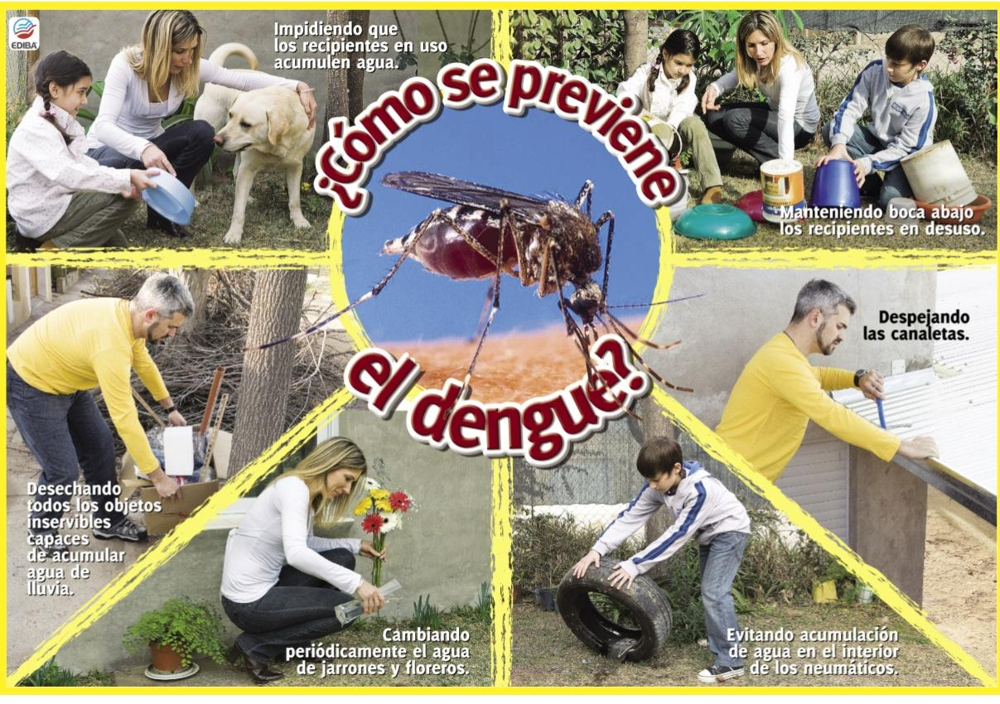 EDIBA
Impidiendo que
los recipientes en uso
acumulen agua.
¿Cómo se previene
el dengue?
Manteniendo boca abajo
los recipientes en desuso.
Despejando
las canaletas.
Desechando
todos los objetos
inservibles
capaces
de acumular
agua de
lluvia.
Cambiando
periódicamente el agua
de jarrones y floreros.
Evitando acumulación
de agua en el interior
de los neumáticos.